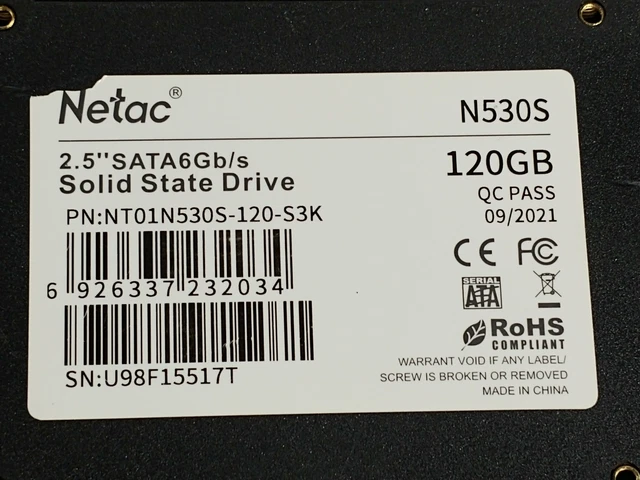 Netac® N530S
2.5''SATA6Gb/s
Solid State Drive
120GB
QC PASS
09/2021
PN:NT01N530S-120-S3K
6 926337 232034
CE FC
SERIAL
ATA
RoHS
COMPLIANT
SN:U98F15517T
WARRANT VOID IF ANY LABEL/
SCREW IS BROKEN OR REMOVED
MADE IN CHINA